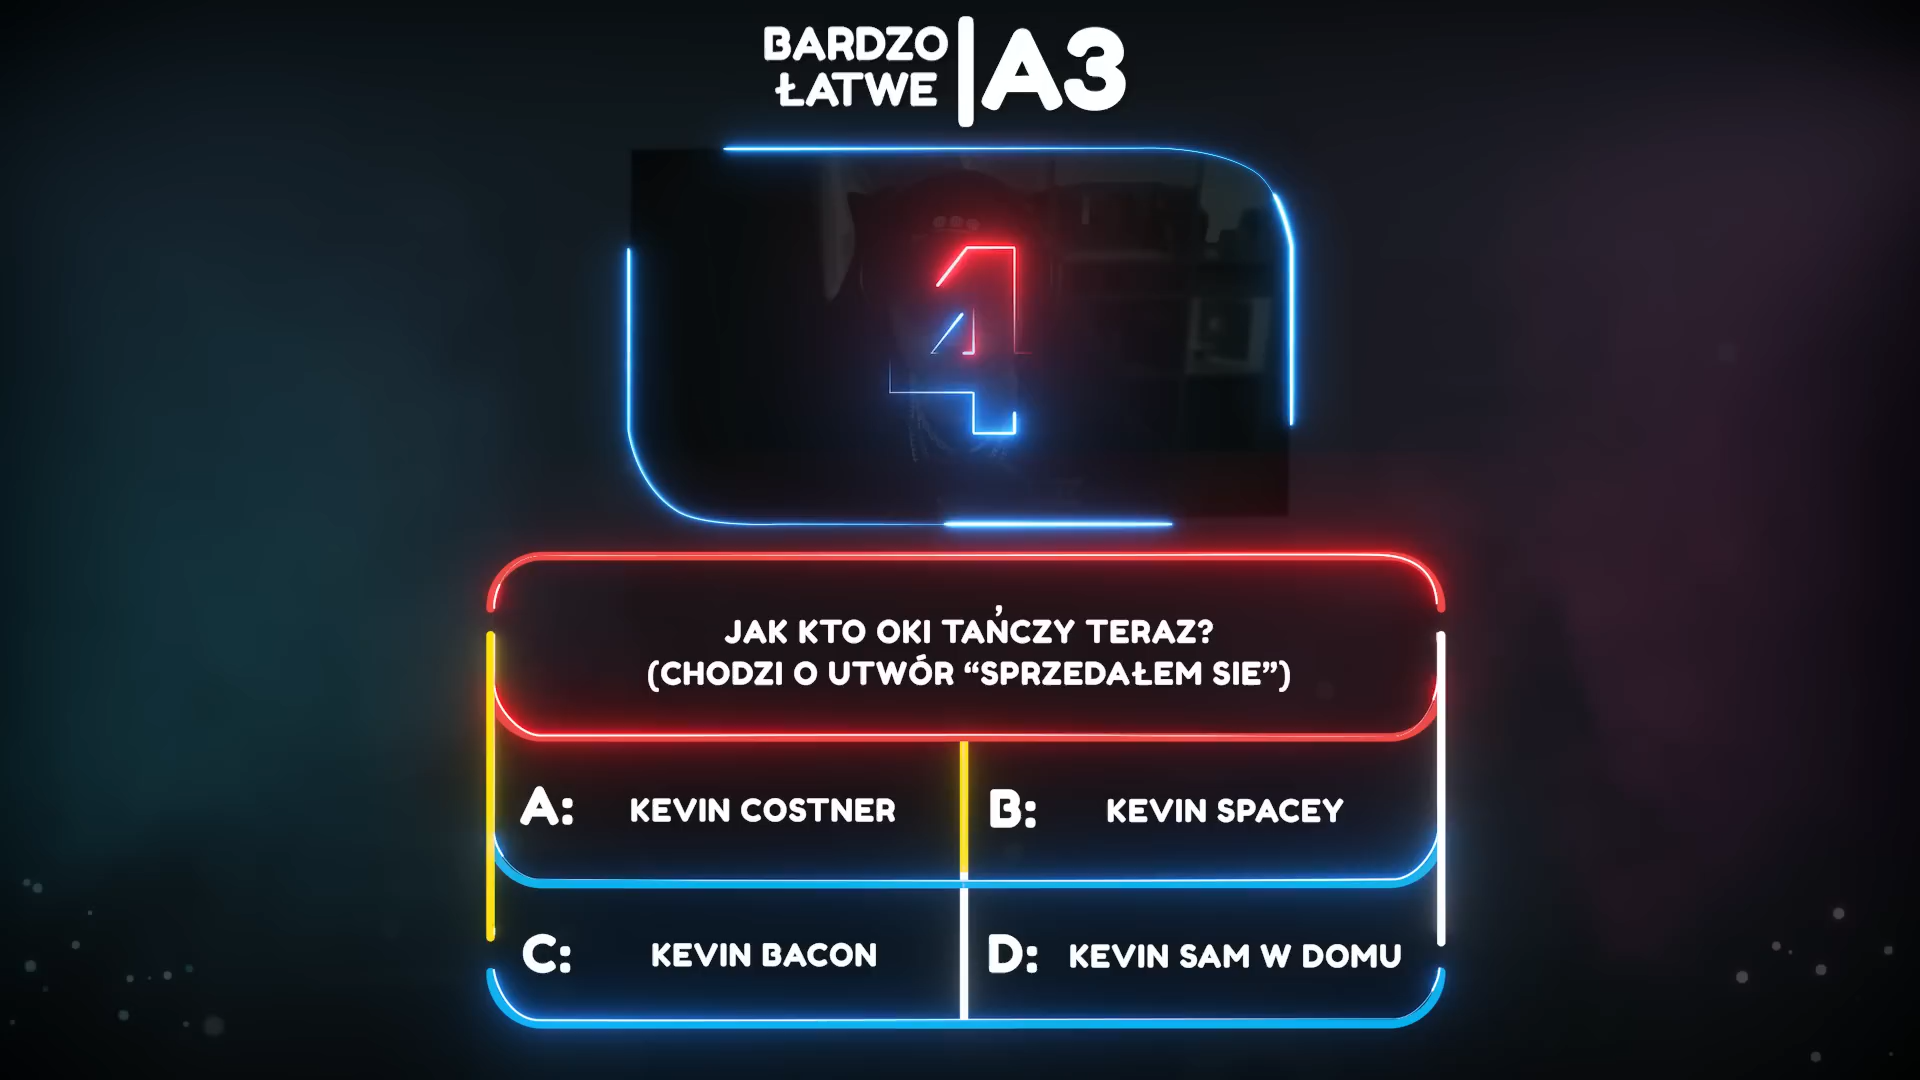 BARDZO
ŁATWE
A3
4
JAK KTO OKI TAŃCZY TERAZ?
(CHODZI O UTWÓR “SPRZEDAŁEM SIE”)
A: KEVIN COSTNER
B: KEVIN SPACEY
C: KEVIN BACON
D: KEVIN SAM W DOMU